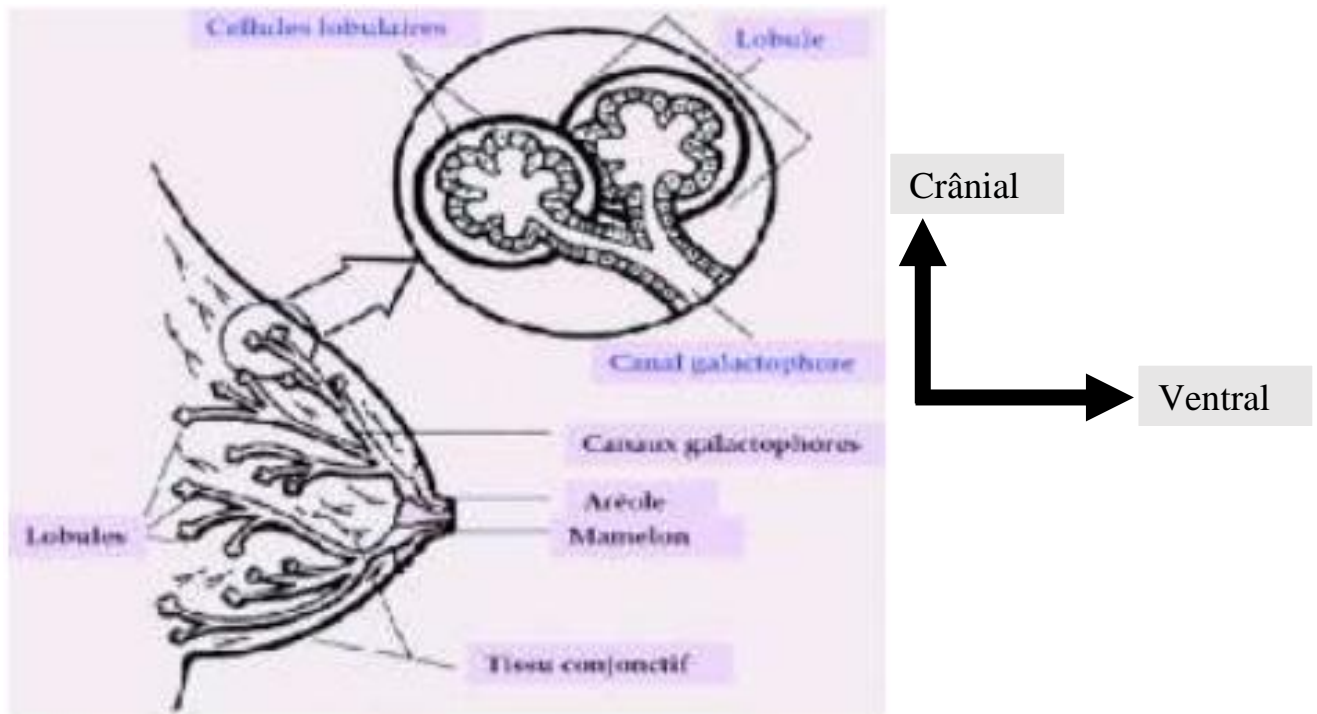 Cellules lobulaires
Lobule
Crânial
Ventral
Canal galactophore
Canaux galactophores
Aréole
Mamelon
Lobules
Tissu conjonctif